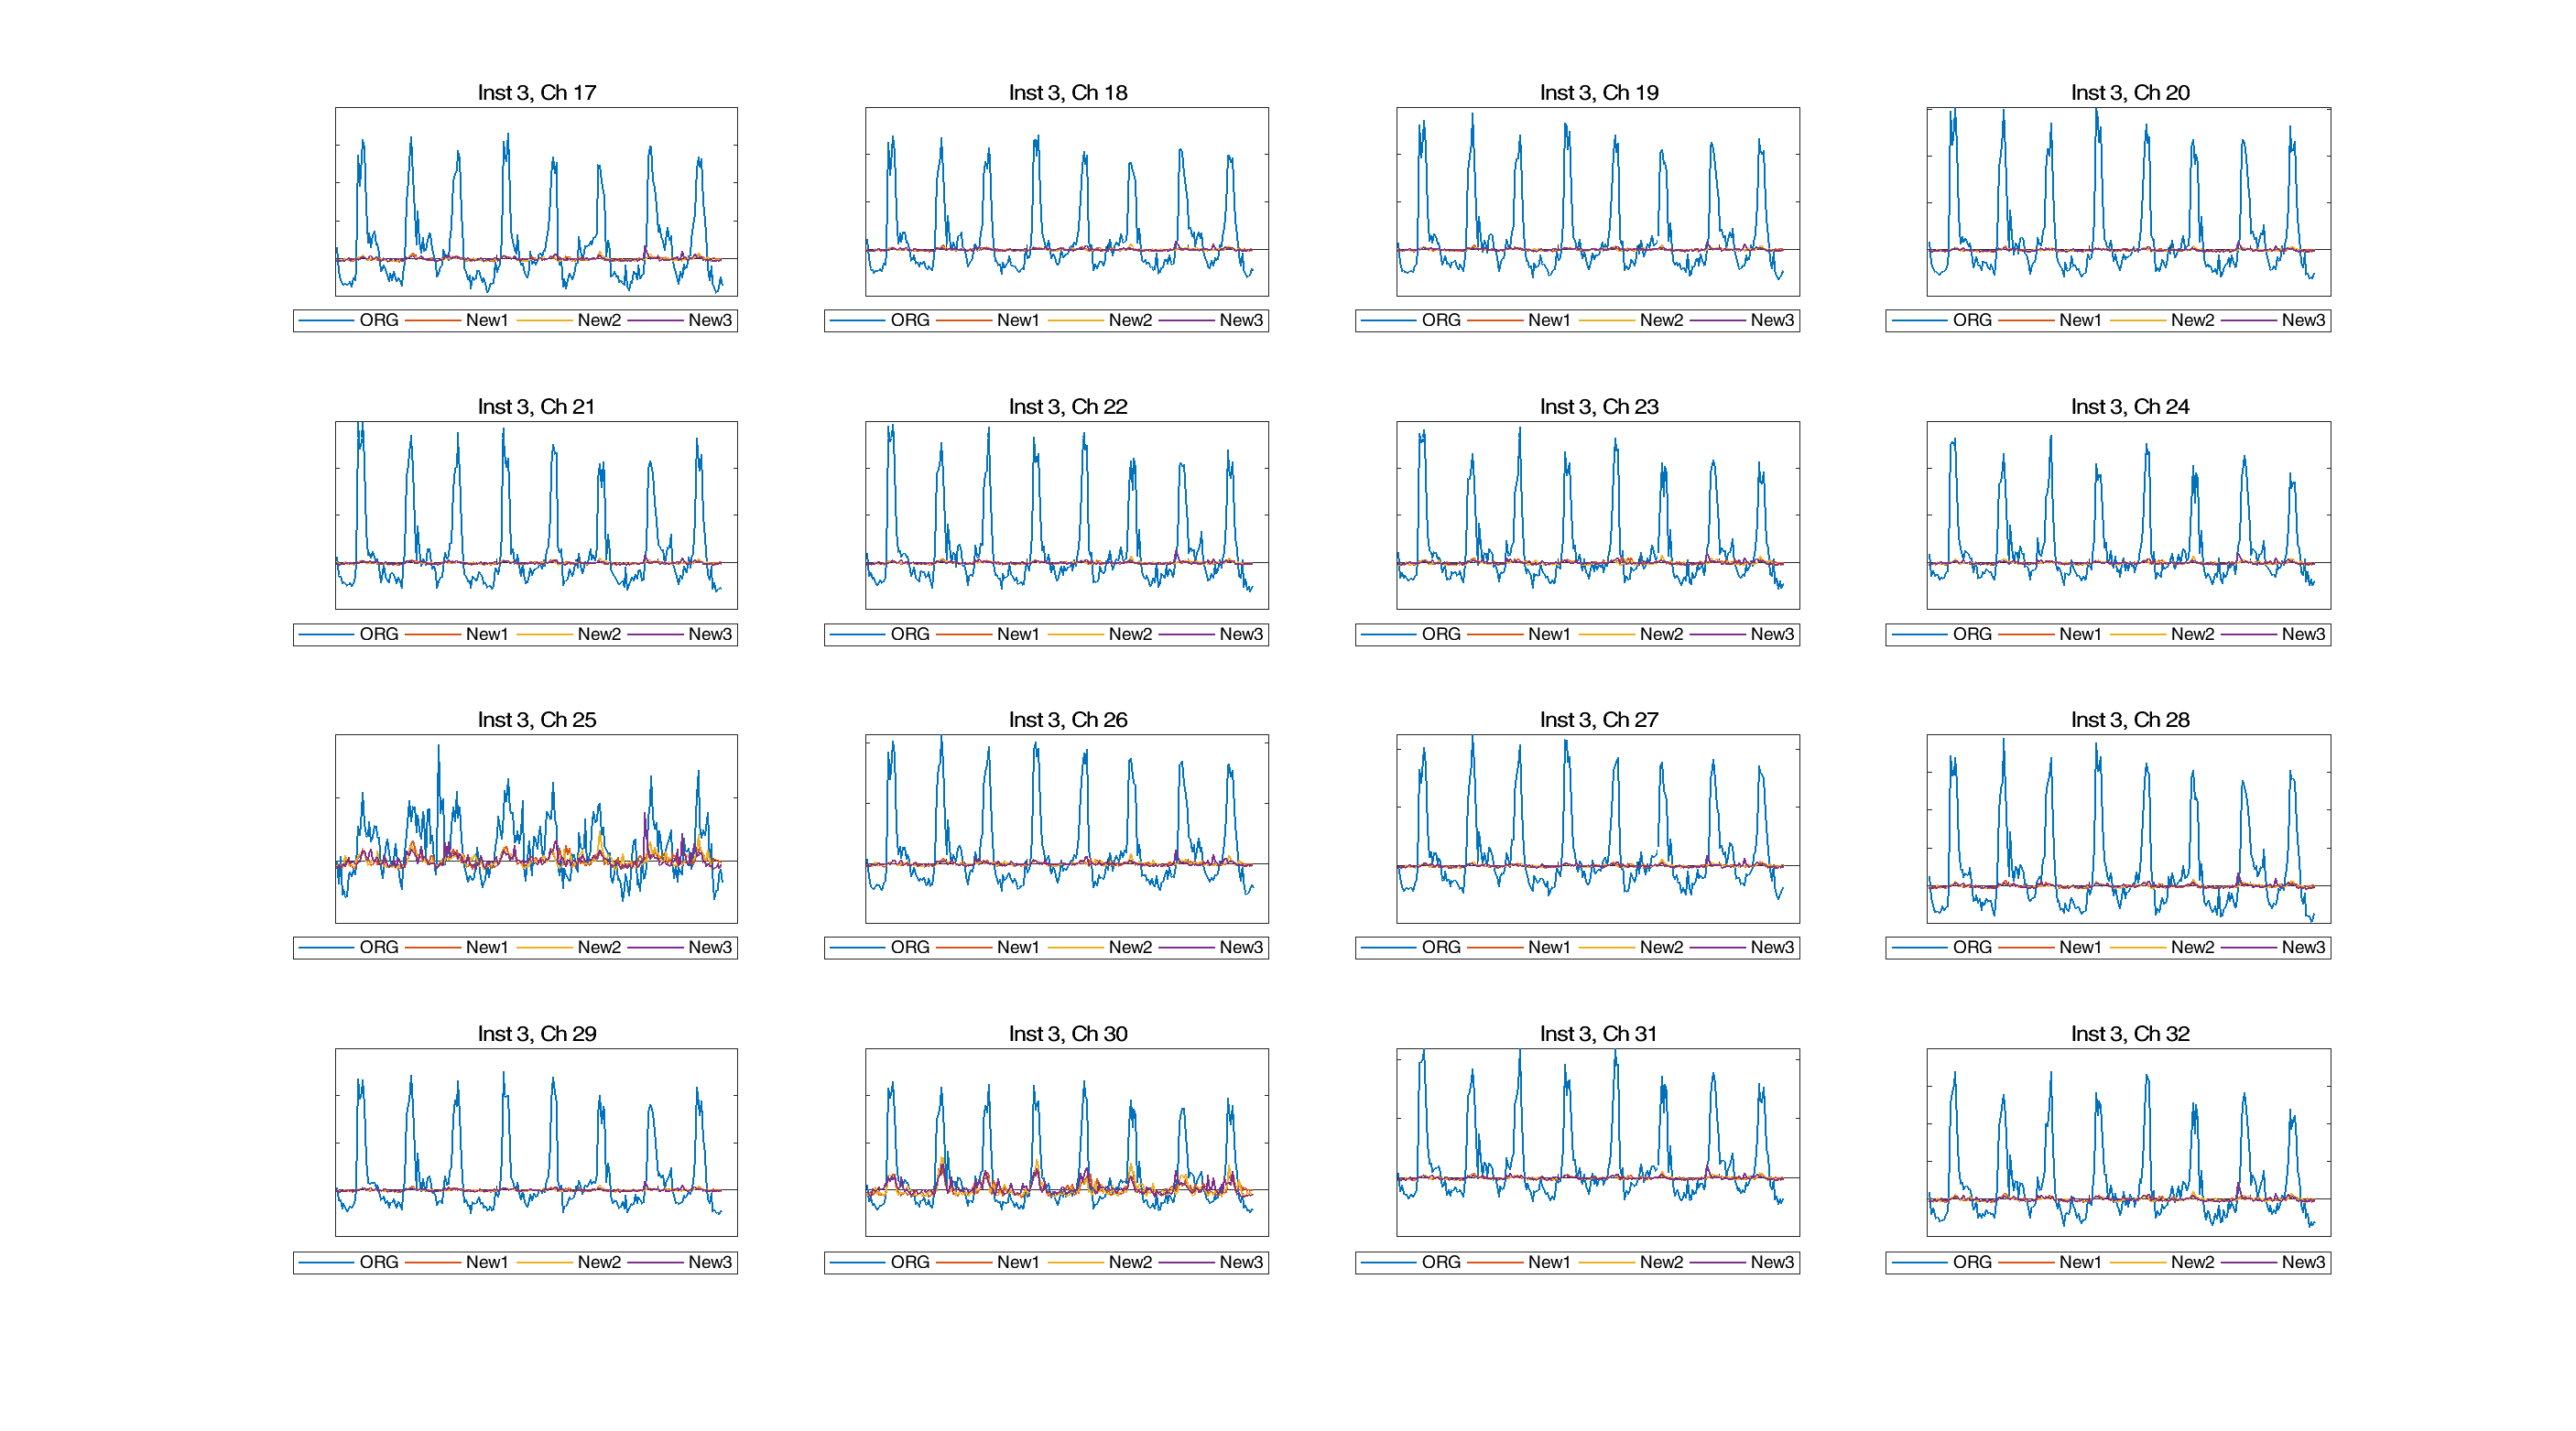 Inst 3, Ch 17
Inst 3, Ch 18
Inst 3, Ch 19
Inst 3, Ch 20
ORG New1 New2 New3
ORG New1 New2 New3
ORG New1 New2 New3
ORG New1 New2 New3
Inst 3, Ch 21
Inst 3, Ch 22
Inst 3, Ch 23
Inst 3, Ch 24
ORG New1 New2 New3
ORG New1 New2 New3
ORG New1 New2 New3
ORG New1 New2 New3
Inst 3, Ch 25
Inst 3, Ch 26
Inst 3, Ch 27
Inst 3, Ch 28
ORG New1 New2 New3
ORG New1 New2 New3
ORG New1 New2 New3
ORG New1 New2 New3
Inst 3, Ch 29
Inst 3, Ch 30
Inst 3, Ch 31
Inst 3, Ch 32
ORG New1 New2 New3
ORG New1 New2 New3
ORG New1 New2 New3
ORG New1 New2 New3